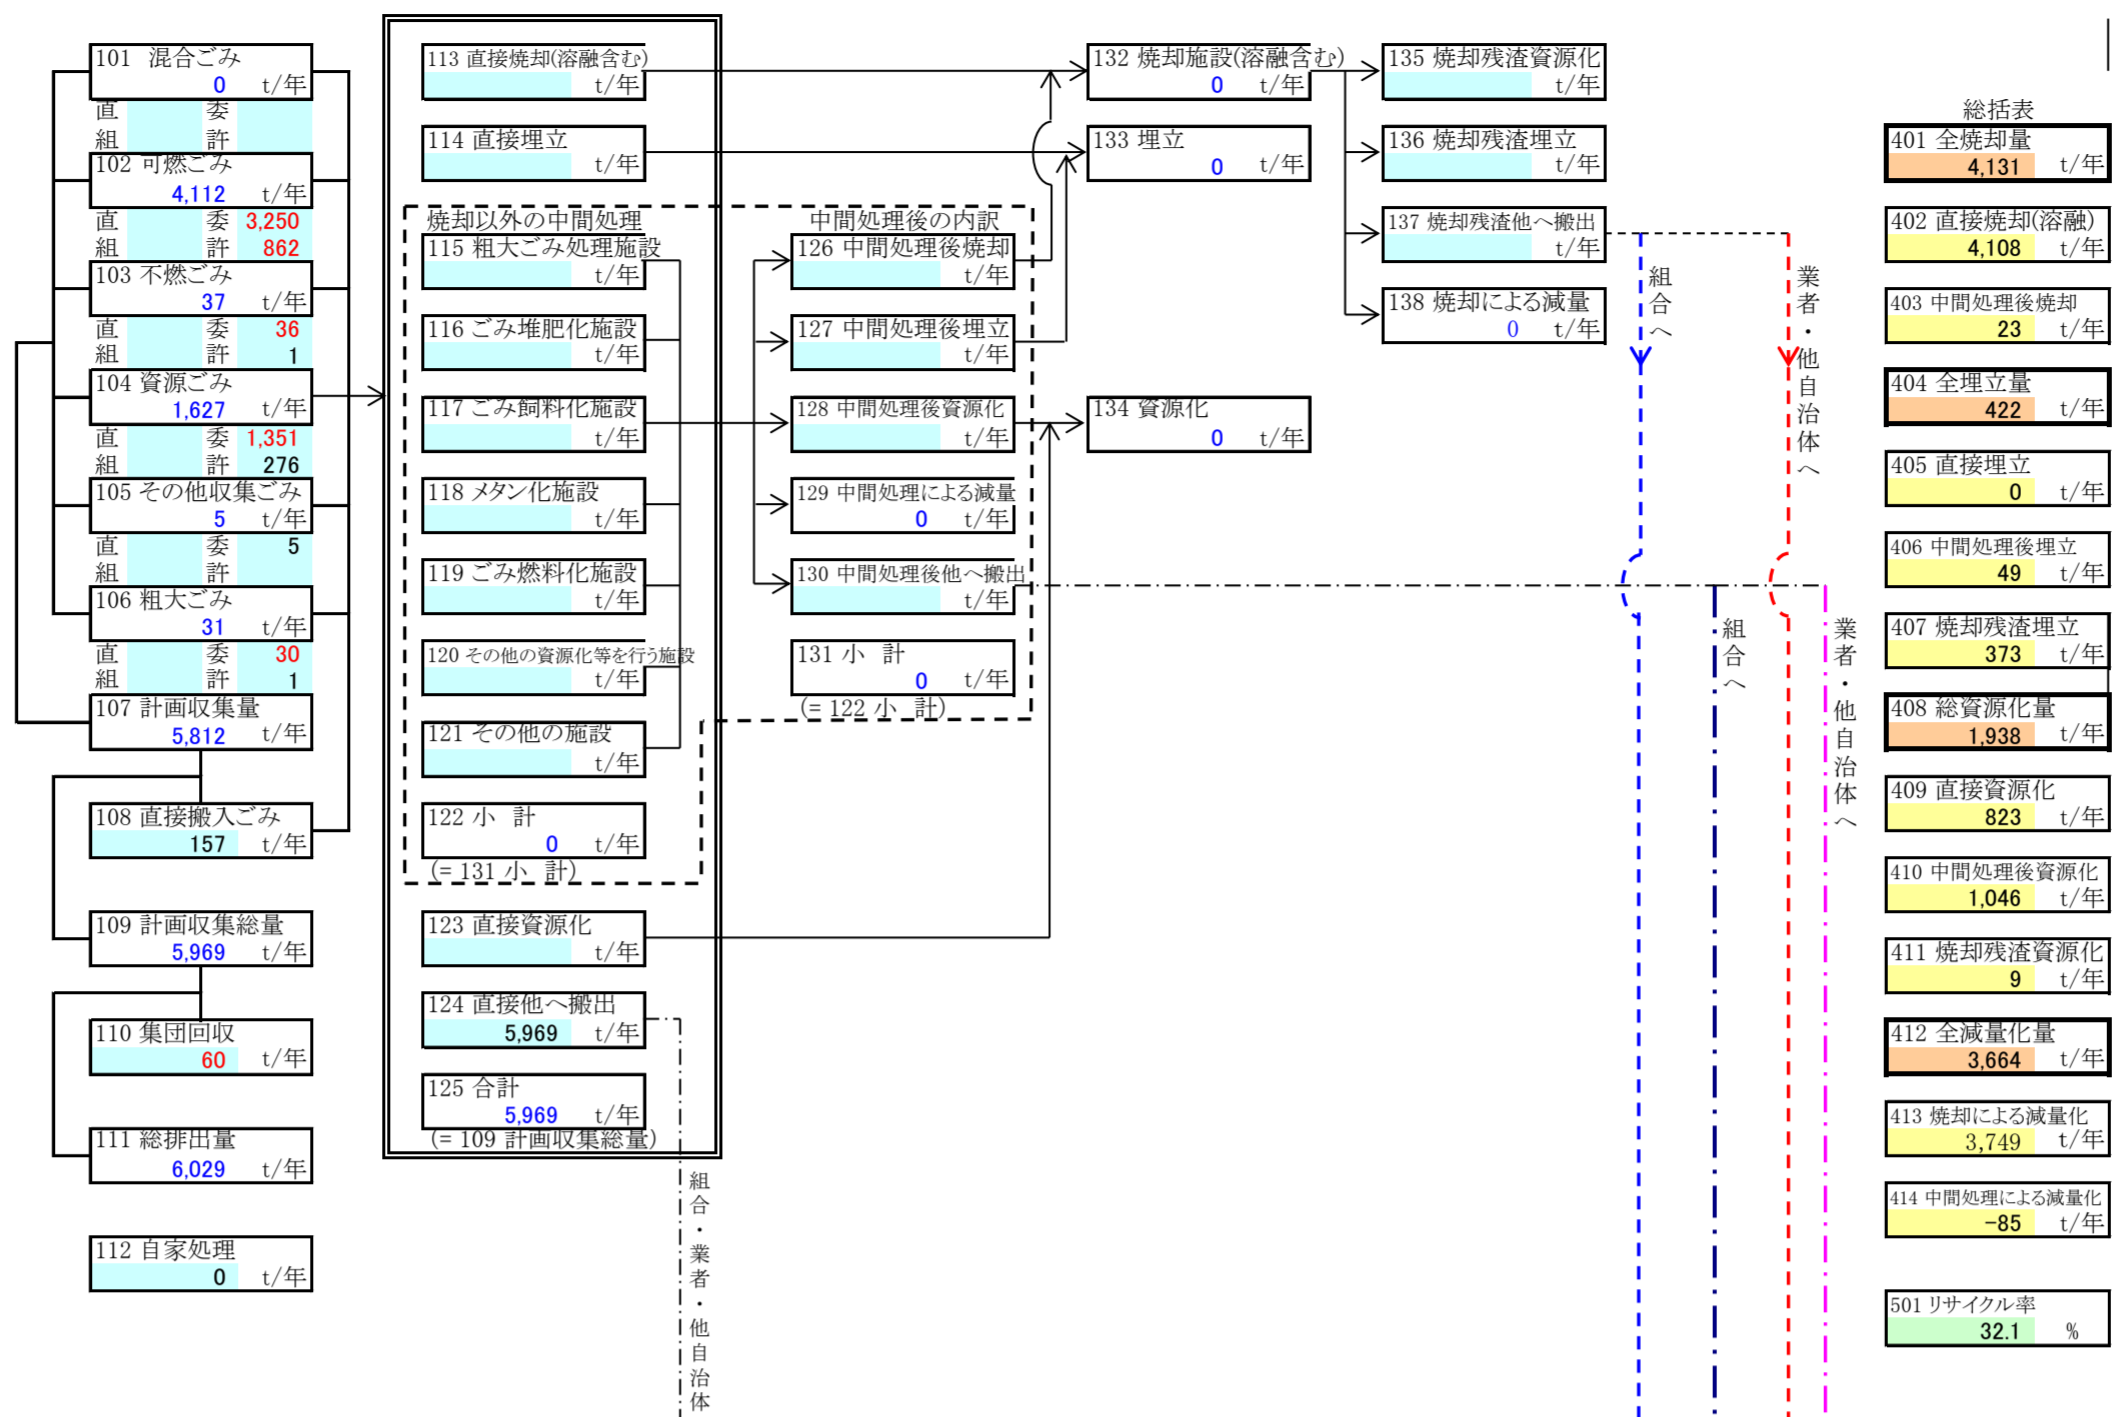 101 混合ごみ
0 t/年
直 委
組 許
102 可燃ごみ
4,112 t/年
直 委 3,250
組 許 862
103 不燃ごみ
37 t/年
直 委 36
組 許 1
104 資源ごみ
1,627 t/年
直 委 1,351
組 許 276
105 その他収集ごみ
5 t/年
直 委 5
組 許
106 粗大ごみ
31 t/年
直 委 30
組 許 1
107 計画収集量
5,812 t/年
108 直接搬入ごみ
157 t/年
109 計画収集総量
5,969 t/年
110 集団回収
60 t/年
111 総排出量
6,029 t/年
112 自家処理
0 t/年
113 直接焼却(溶融含む)
t/年
114 直接埋立
t/年
焼却以外の中間処理
115 粗大ごみ処理施設
t/年
116 ごみ堆肥化施設
t/年
117 ごみ飼料化施設
t/年
118 メタン化施設
t/年
119 ごみ燃料化施設
t/年
120 その他の資源化等を行う施設
t/年
121 その他の施設
t/年
122 小 計
0 t/年
(= 131 小 計)
123 直接資源化
t/年
124 直接他へ搬出
5,969 t/年
125 合計
5,969 t/年
(= 109 計画収集総量)
組合・業者・他自治体
中間処理後の内訳
126 中間処理後焼却
t/年
127 中間処理後埋立
t/年
128 中間処理後資源化
t/年
129 中間処理による減量
0 t/年
130 中間処理後他へ搬出
t/年
131 小 計
0 t/年
(= 122 小 計)
132 焼却施設(溶融含む)
0 t/年
133 埋立
0 t/年
134 資源化
0 t/年
135 焼却残渣資源化
t/年
136 焼却残渣埋立
t/年
137 焼却残渣他へ搬出
t/年
138 焼却による減量
0 t/年
組合へ
業者・他自治体へ
組合へ
業者・他自治体へ
総括表
401 全焼却量
4,131 t/年
402 直接焼却(溶融)
4,108 t/年
403 中間処理後焼却
23 t/年
404 全埋立量
422 t/年
405 直接埋立
0 t/年
406 中間処理後埋立
49 t/年
407 焼却残渣埋立
373 t/年
408 総資源化量
1,938 t/年
409 直接資源化
823 t/年
410 中間処理後資源化
1,046 t/年
411 焼却残渣資源化
9 t/年
412 全減量化量
3,664 t/年
413 焼却による減量化
3,749 t/年
414 中間処理による減量化
-85 t/年
501 リサイクル率
32.1 %